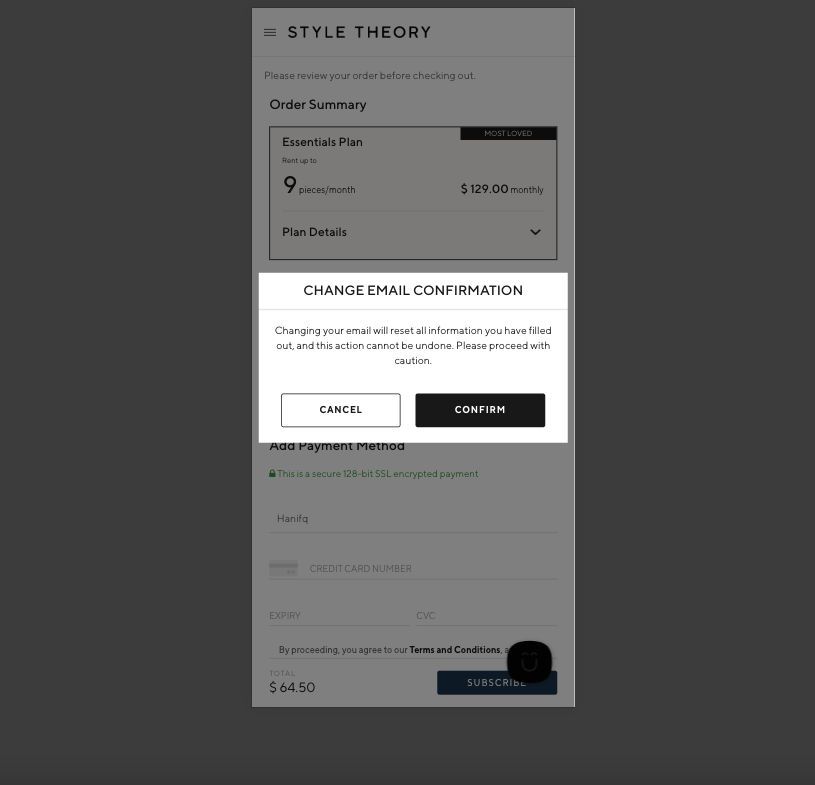 STYLE THEORY
Please review your order before checking out.
Order Summary
MOST LOVED
Essentials Plan
Rent up to
9 pieces/month
$ 129.00 monthly
Plan Details
CHANGE EMAIL CONFIRMATION
Changing your email will reset all information you have filled
out, and this action cannot be undone. Please proceed with
caution.
CANCEL
CONFIRM
Add Payment Method
This is a secure 128-bit SSL encrypted payment
Hanifq
CREDIT CARD NUMBER
EXPIRY
CVC
By proceeding, you agree to our Terms and Conditions,
TOTAL
$ 64.50
SUBSCRIBE